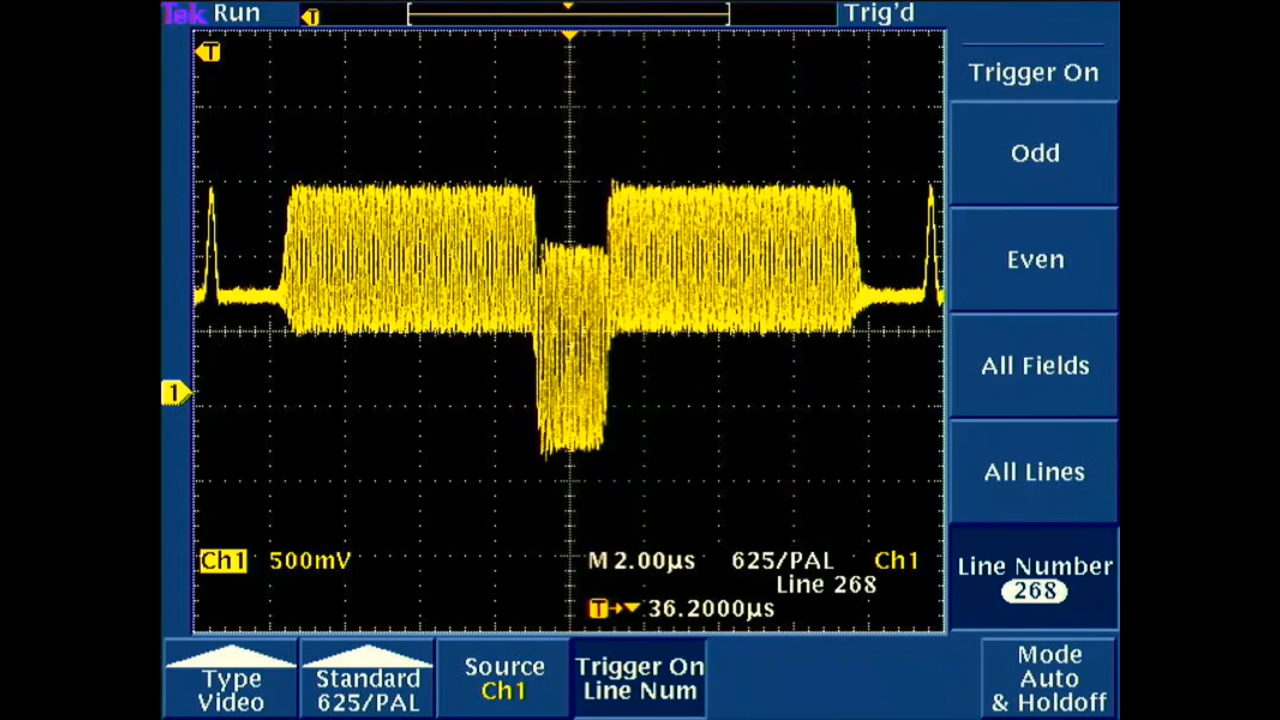 Tek Run
T
Trig'd
T
Trigger On
Odd
Even
All Fields
1
All Lines
Ch1 500mV
M 2.00µs 625/PAL Ch1
Line 268
T 36.2000µs
Line Number
268
Type
Video
Standard
625/PAL
Source
Ch1
Trigger On
Line Num
Mode
Auto
& Holdoff